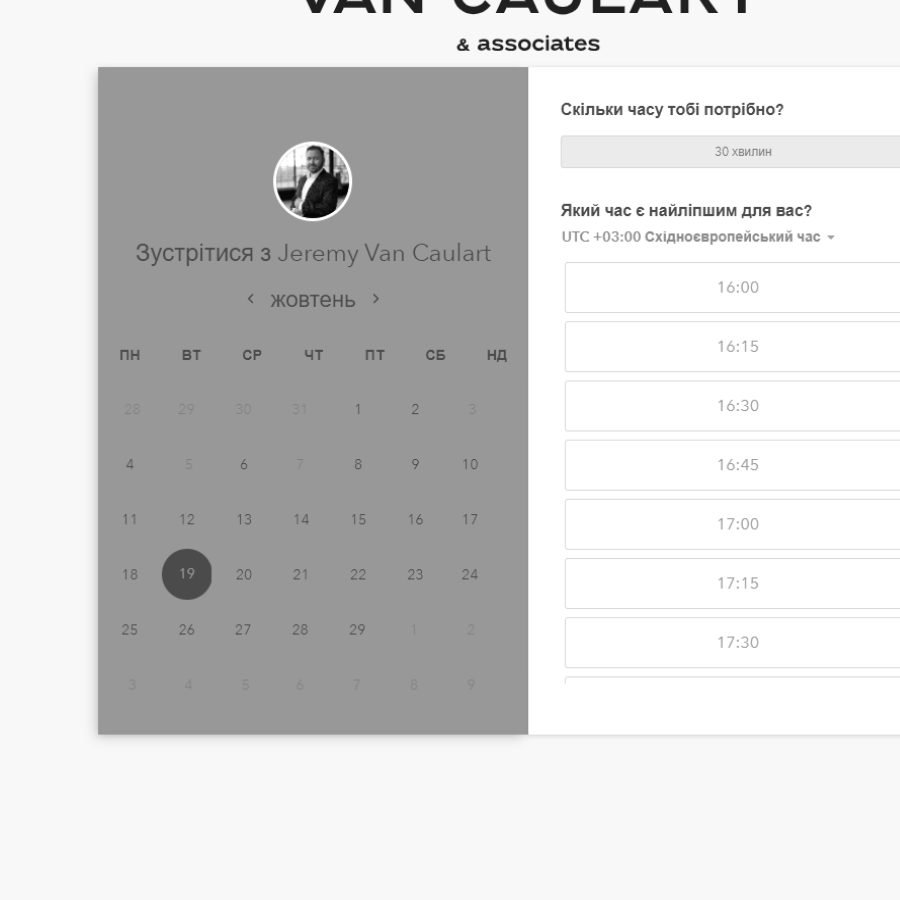 VAN CAULART
& associates
Зустрітися з Jeremy Van Caulart
жовтень
ПН ВТ СР ЧТ ПТ СБ НД
28 29 30 31 1 2 3
4 5 6 7 8 9 10
11 12 13 14 15 16 17
18 19 20 21 22 23 24
25 26 27 28 29 1 2
3 4 5 6 7 8 9
Скільки часу тобі потрібно?
30 хвилин
Який час є найліпшим для вас?
UTC +03:00 Східноєвропейський час
16:00
16:15
16:30
16:45
17:00
17:15
17:30